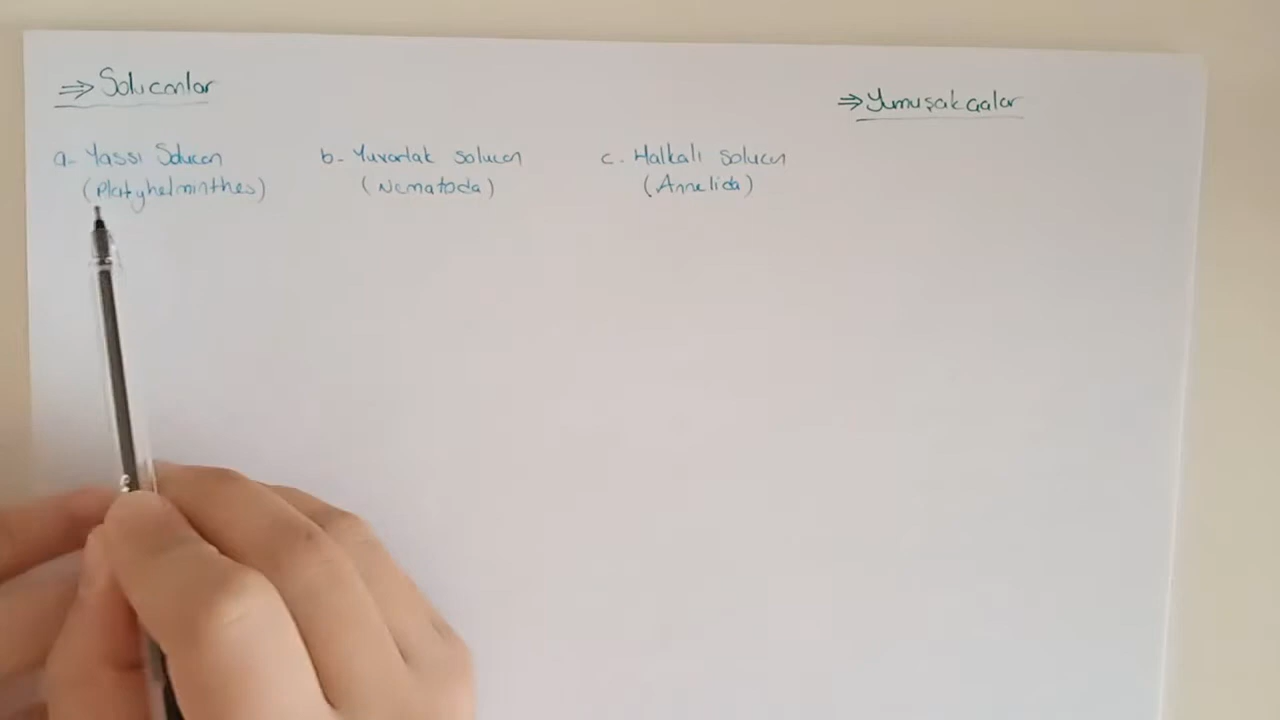 ⇒ Solucanlar
⇒ Yumuşakçalar
a- Yassı Solucan
(Platyhelminthes)
b- Yuvarlak solucan
(Nematoda)
c. Halkalı solucan
(Annelida)